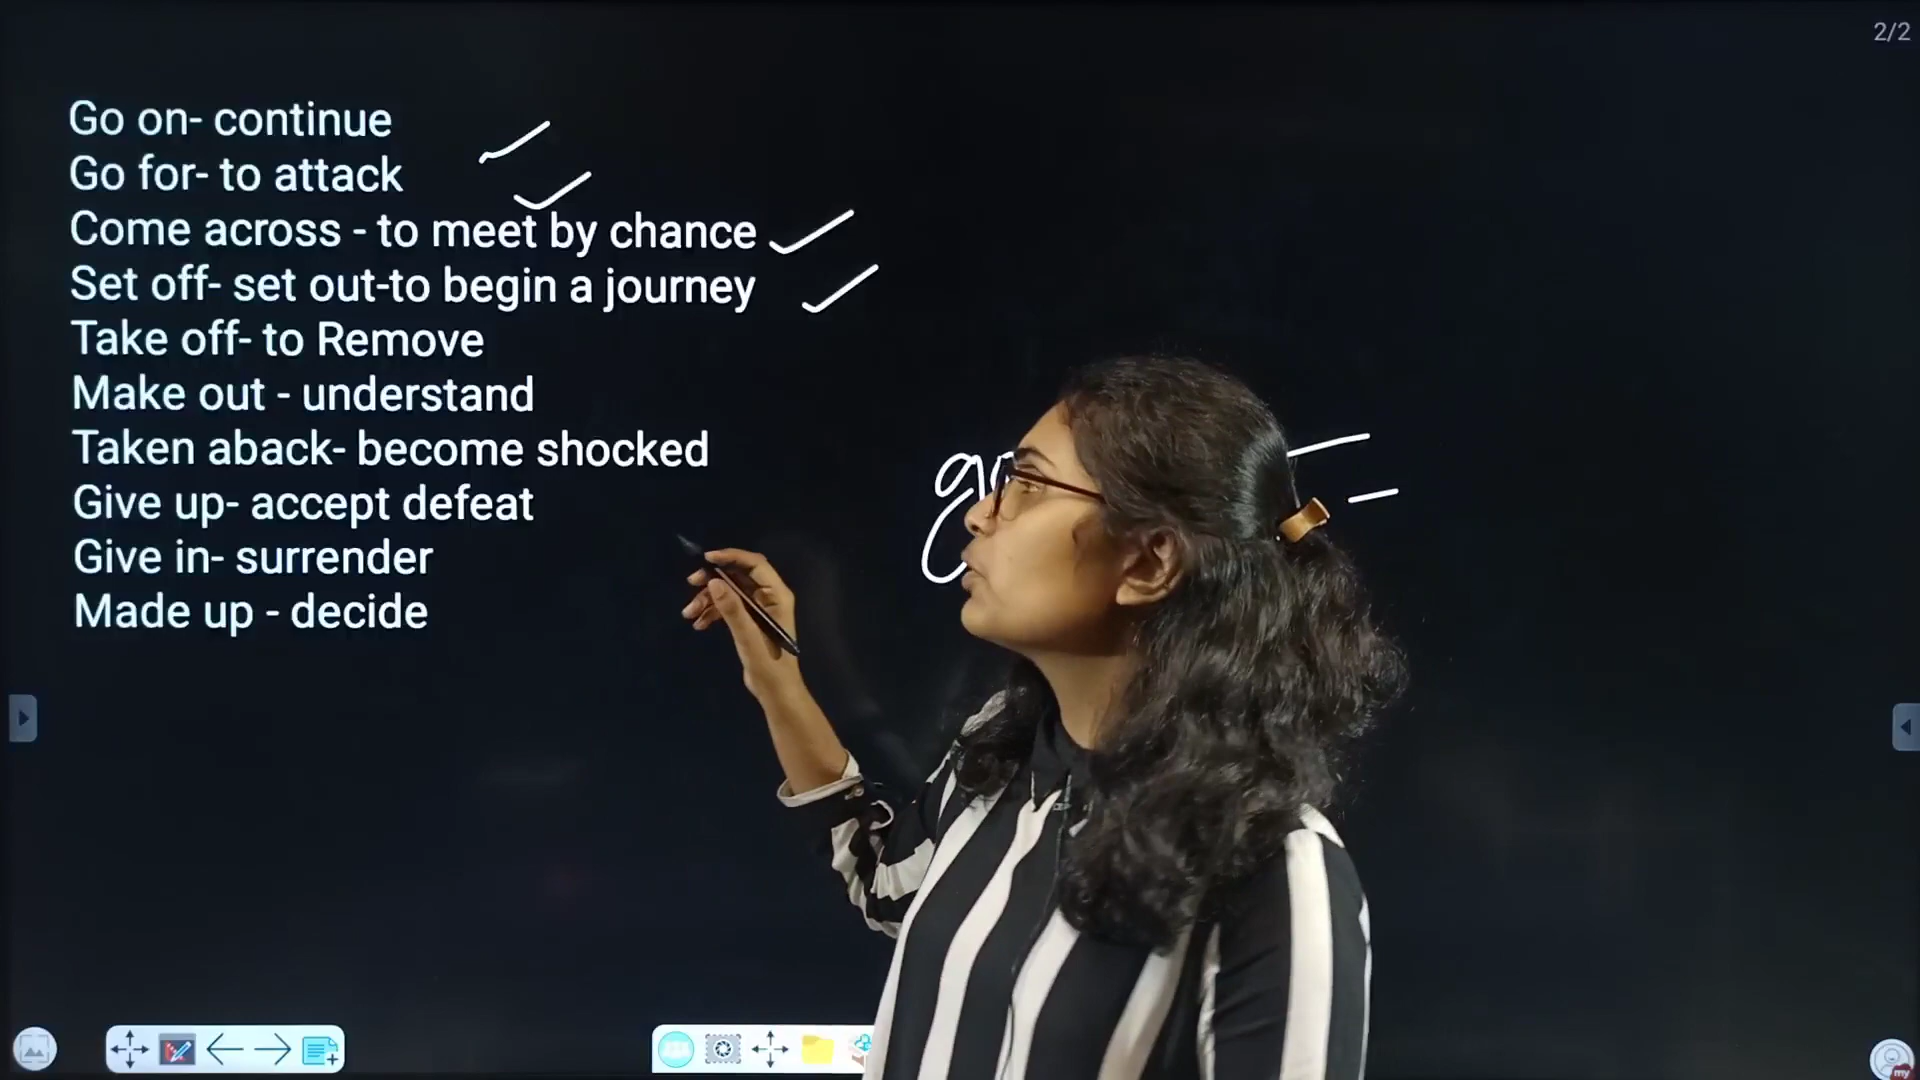 2/2
Go on- continue
Go for- to attack
Come across - to meet by chance
Set off- set out-to begin a journey
Take off- to Remove
Make out - understand
Taken aback- become shocked
Give up- accept defeat
Give in- surrender
Made up - decide